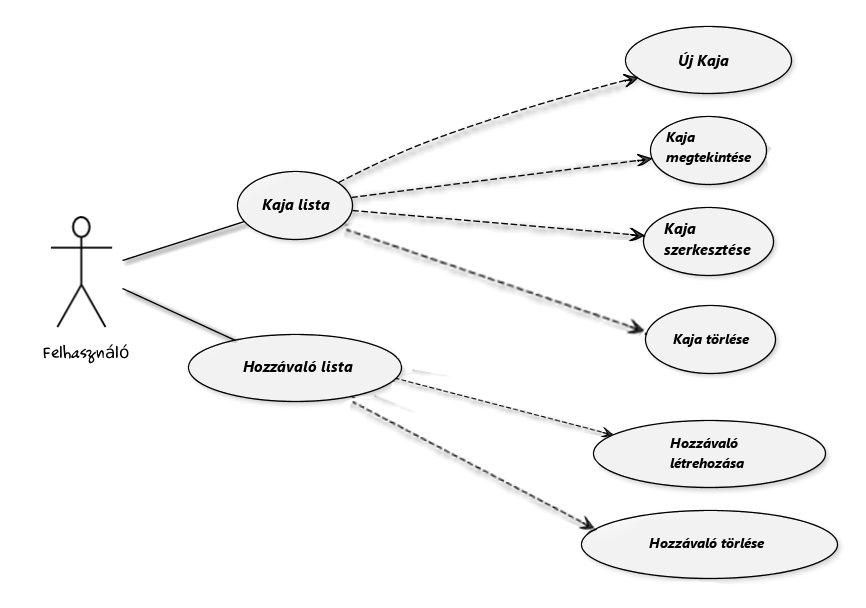 Új Kaja
Kaja
megtekintése
Kaja lista
Kaja
szerkesztése
Kaja törlése
Felhasználó
Hozzávaló lista
Hozzávaló
létrehozása
Hozzávaló törlése